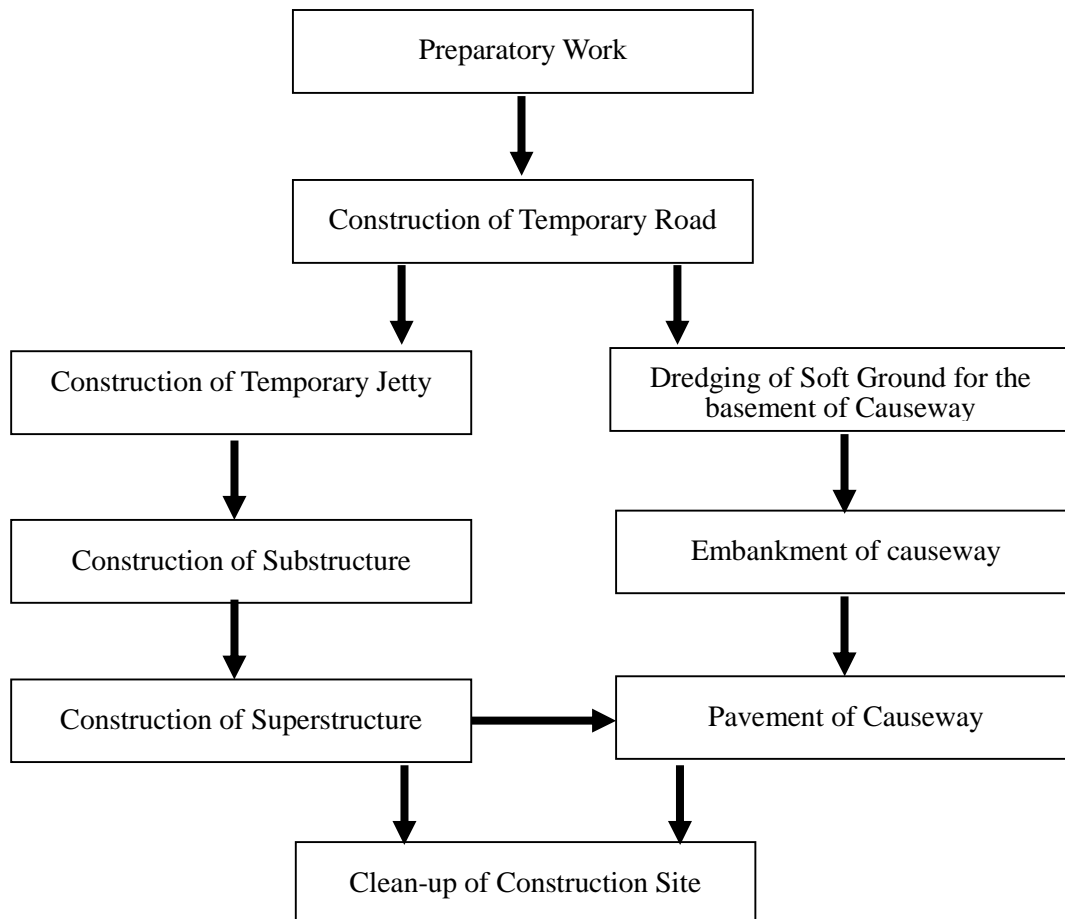 Preparatory Work
Construction of Temporary Road
Construction of Temporary Jetty
Dredging of Soft Ground for the
basement of Causeway
Construction of Substructure
Embankment of causeway
Construction of Superstructure
Pavement of Causeway
Clean-up of Construction Site